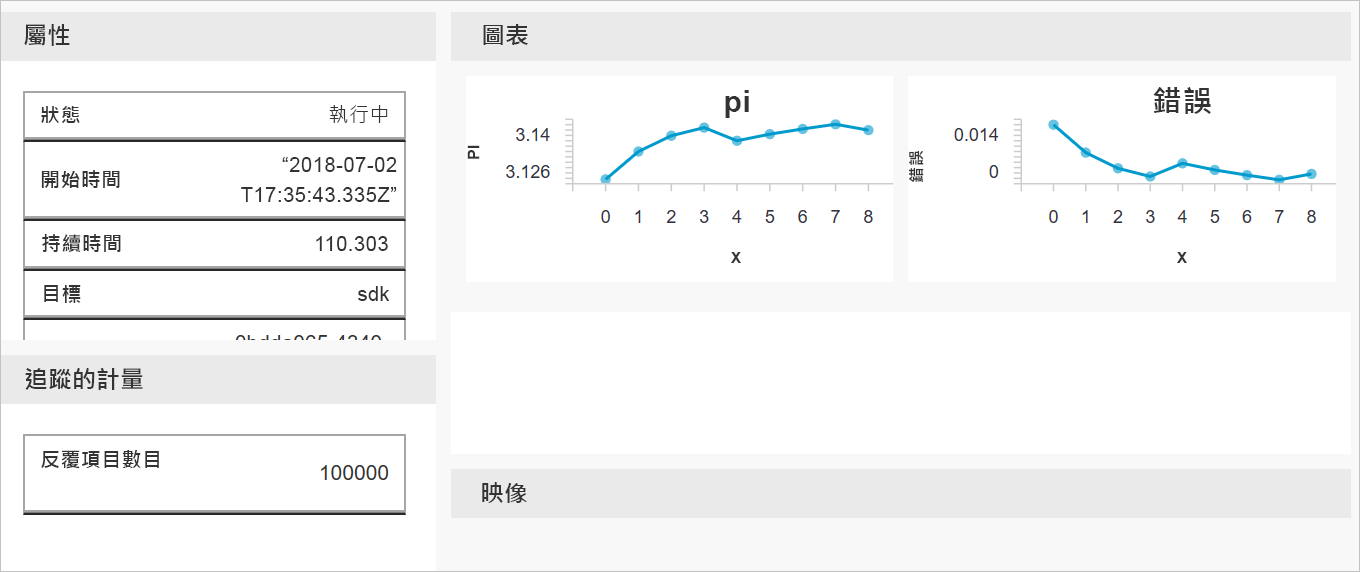 屬性
狀態 執行中
開始時間 “2018-07-02
T17:35:43.335Z”
持續時間 110.303
目標 sdk
追蹤的計量
反覆項目數目 100000
圖表
pi
PI
3.14
3.126
0 1 2 3 4 5 6 7 8
x
錯誤
錯誤
0.014
0
0 1 2 3 4 5 6 7 8
x
映像